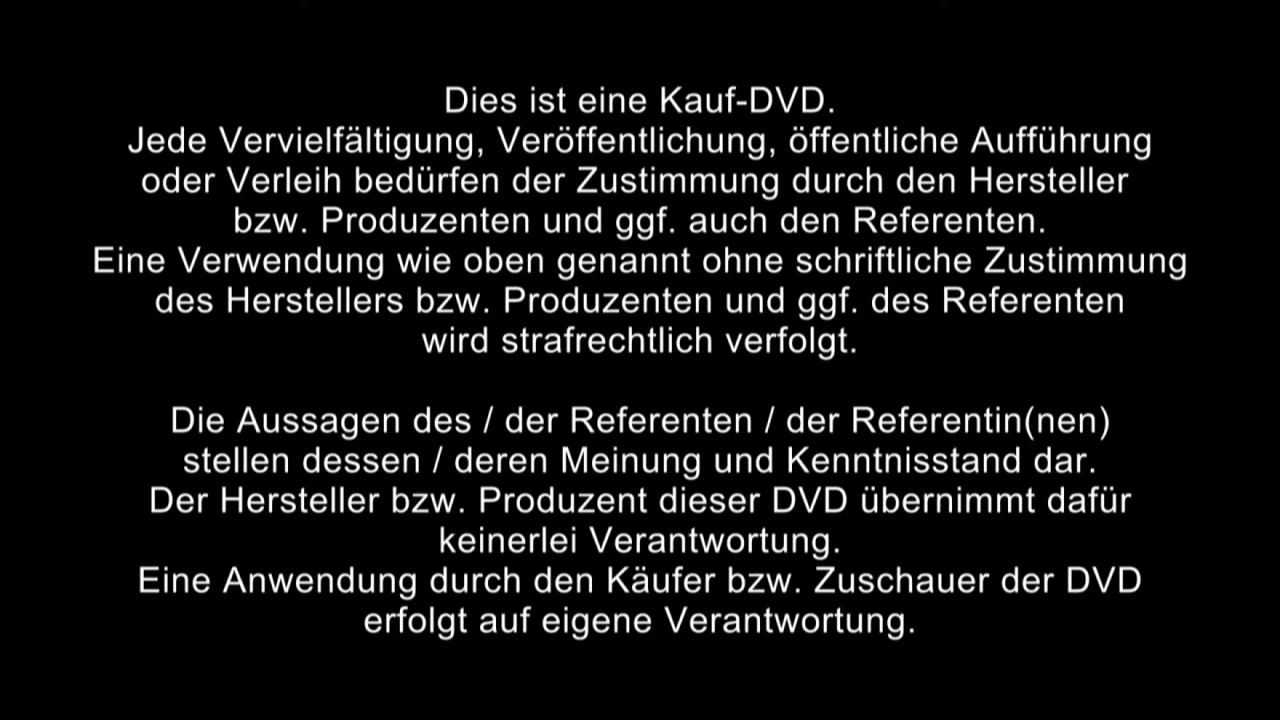 Dies ist eine Kauf-DVD.
Jede Vervielfältigung, Veröffentlichung, öffentliche Aufführung
oder Verleih bedürfen der Zustimmung durch den Hersteller
bzw. Produzenten und ggf. auch den Referenten.
Eine Verwendung wie oben genannt ohne schriftliche Zustimmung
des Herstellers bzw. Produzenten und ggf. des Referenten
wird strafrechtlich verfolgt.
Die Aussagen des / der Referenten / der Referentin(nen)
stellen dessen / deren Meinung und Kenntnisstand dar.
Der Hersteller bzw. Produzent dieser DVD übernimmt dafür
keinerlei Verantwortung.
Eine Anwendung durch den Käufer bzw. Zuschauer der DVD
erfolgt auf eigene Verantwortung.